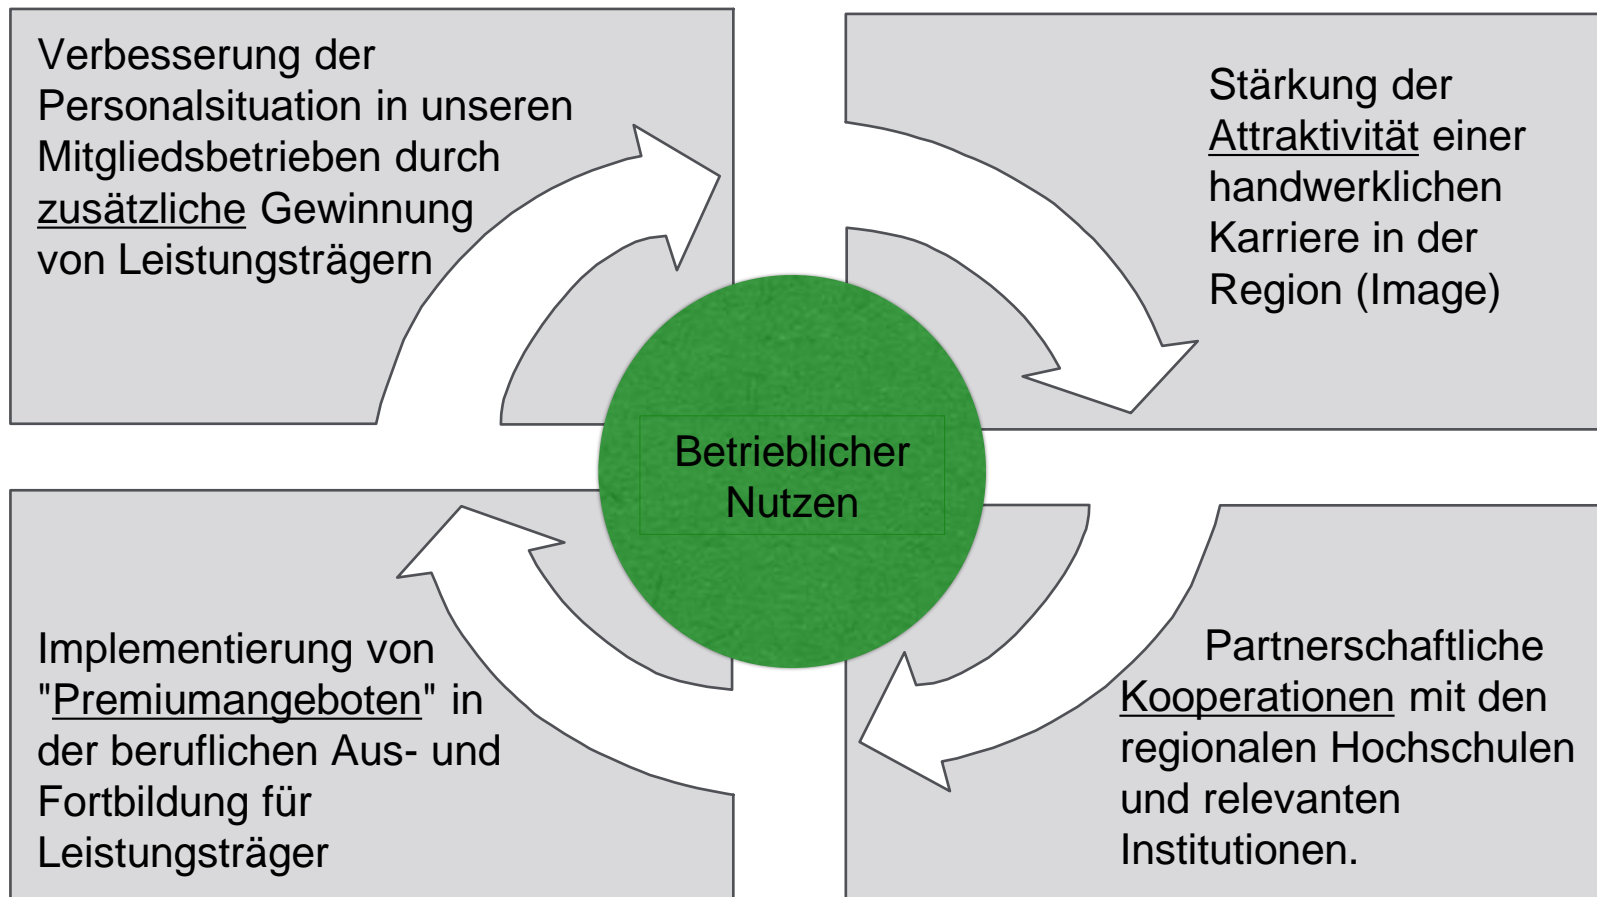 Verbesserung der
Personalsituation in unseren
Mitgliedsbetrieben durch
zusätzliche Gewinnung
von Leistungsträgern
Stärkung der
Attraktivität einer
handwerklichen
Karriere in der
Region (Image)
Betrieblicher
Nutzen
Implementierung von
"Premiumangeboten" in
der beruflichen Aus- und
Fortbildung für
Leistungsträger
Partnerschaftliche
Kooperationen mit den
regionalen Hochschulen
und relevanten
Institutionen.